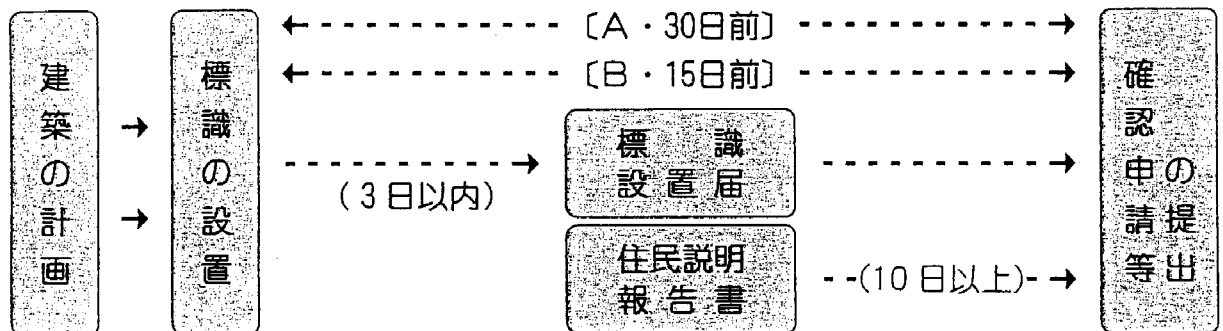 建築の計画
標識の設置
〔A・30日前〕
〔B・15日前〕
(3日以内)
標識
設置届
住民説明
報告書
(10日以上)
確認申請等
の提出